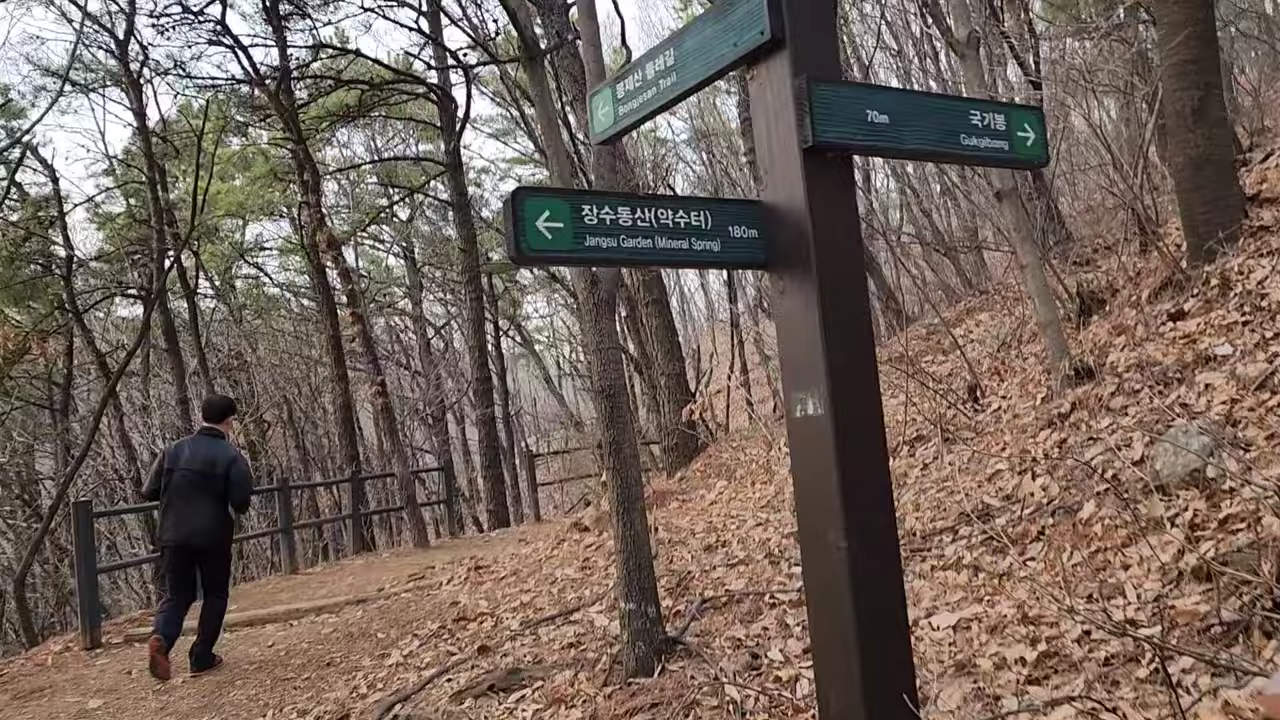 봉제산 둘레길
Bongjesan Trail
70m
국기봉
Gukgibong
장수동산(약수터)
Jangsu Garden (Mineral Spring)
180m